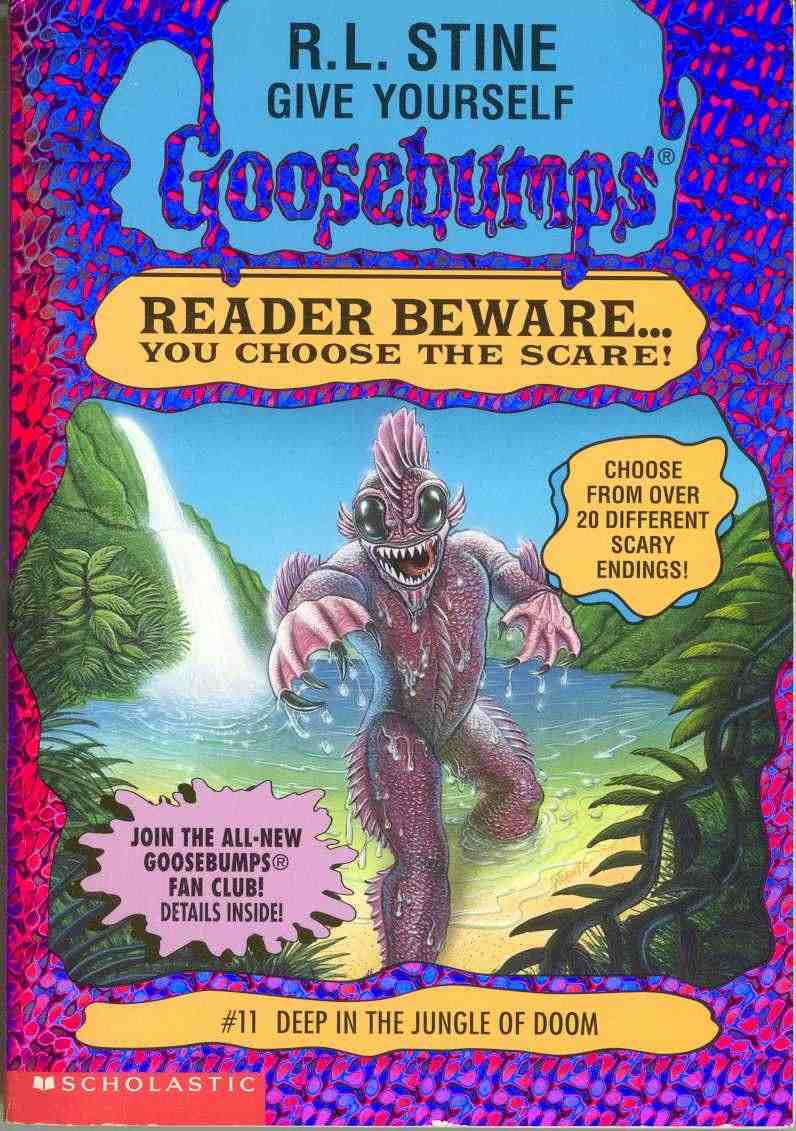 R.L. STINE
GIVE YOURSELF
Goosebumps®
READER BEWARE...
YOU CHOOSE THE SCARE!
CHOOSE
FROM OVER
20 DIFFERENT
SCARY
ENDINGS!
JOIN THE ALL-NEW
GOOSEBUMPS®
FAN CLUB!
DETAILS INSIDE!
#11 DEEP IN THE JUNGLE OF DOOM
SCHOLASTIC